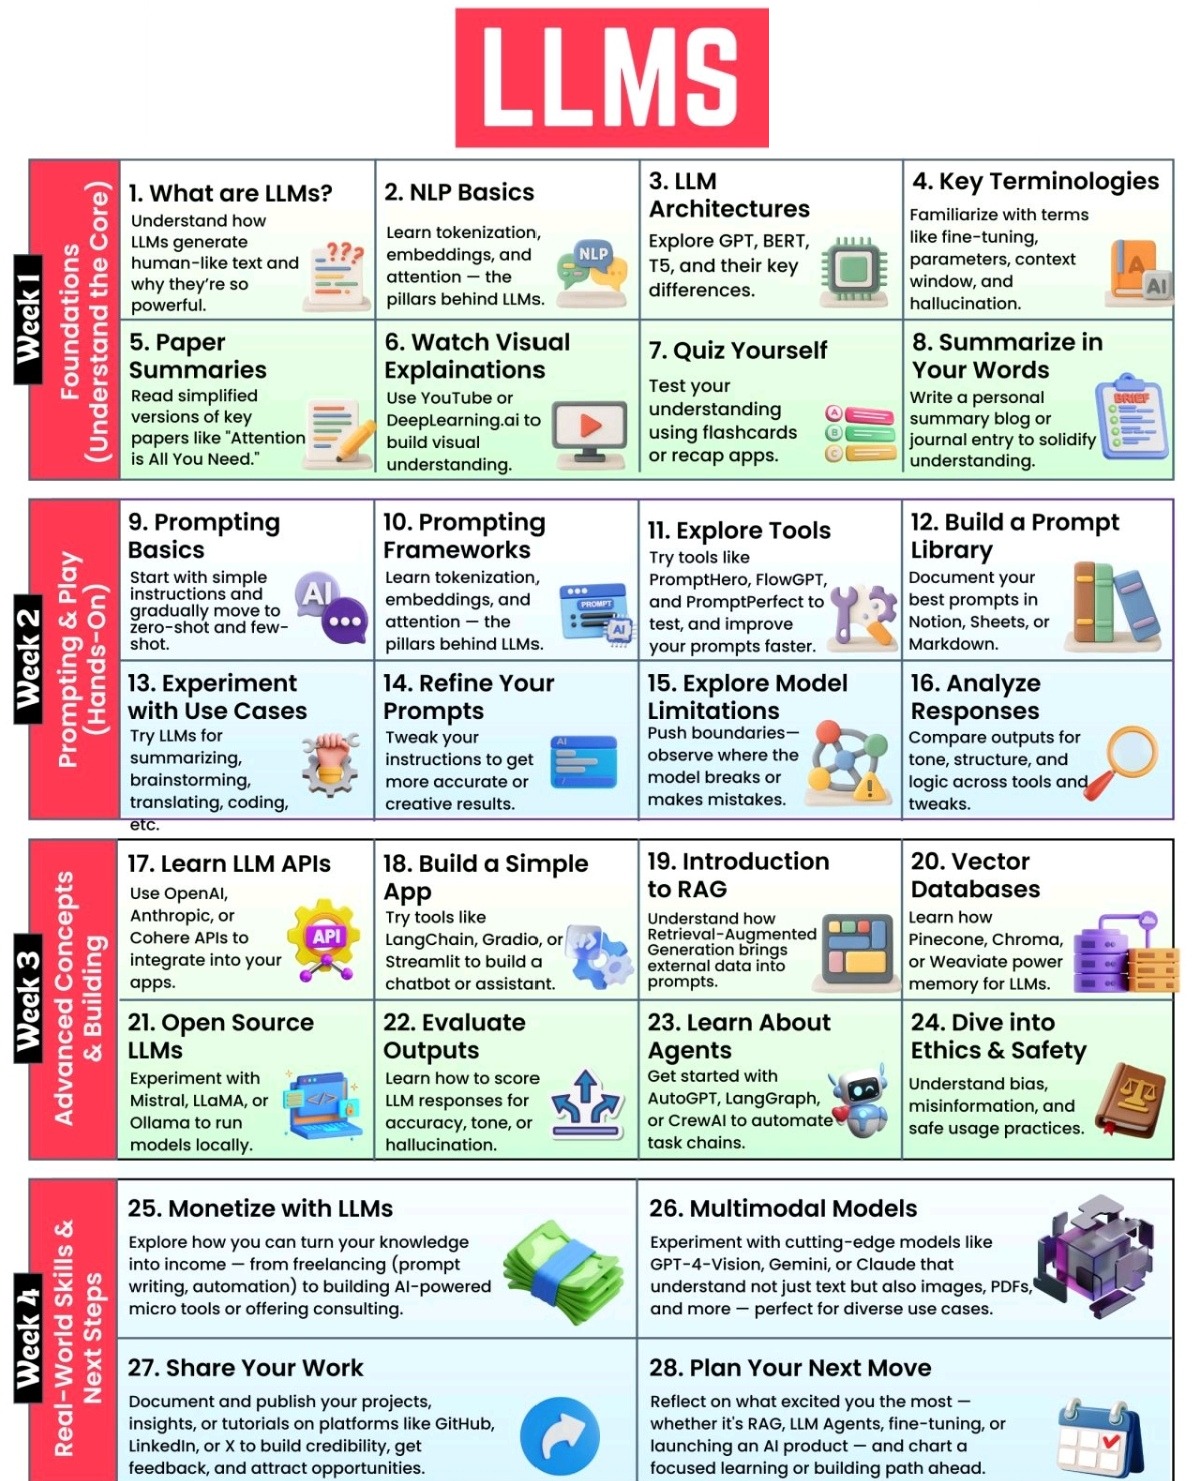 LLMS
Week 1
Foundations
(Understand the Core)
1. What are LLMs?
Understand how
LLMs generate
human-like text and
why they're so
powerful.
???
2. NLP Basics
Learn tokenization,
embeddings, and
attention — the
pillars behind LLMs.
NLP
3. LLM
Architectures
Explore GPT, BERT,
T5, and their key
differences.
4. Key Terminologies
Familiarize with terms
like fine-tuning,
parameters, context
window, and
hallucination.
A
AI
5. Paper
Summaries
Read simplified
versions of key
papers like "Attention
is All You Need."
6. Watch Visual
Explainations
Use YouTube or
DeepLearning.ai to
build visual
understanding.
7. Quiz Yourself
Test your
understanding
using flashcards
or recap apps.
A
B
C
8. Summarize in
Your Words
Write a personal
summary blog or
journal entry to solidify
understanding.
BRIEF
Week 2
Prompting & Play
(Hands-On)
9. Prompting
Basics
Start with simple
instructions and
gradually move to
zero-shot and few-
shot.
AI
10. Prompting
Frameworks
Learn tokenization,
embeddings, and
attention — the
pillars behind LLMs.
PROMPT
AI
11. Explore Tools
Try tools like
PromptHero, FlowGPT,
and PromptPerfect to
test, and improve
your prompts faster.
12. Build a Prompt
Library
Document your
best prompts in
Notion, Sheets, or
Markdown.
13. Experiment
with Use Cases
Try LLMs for
summarizing,
brainstorming,
translating, coding,
etc.
14. Refine Your
Prompts
Tweak your
instructions to get
more accurate or
creative results.
AI
15. Explore Model
Limitations
Push boundaries—
observe where the
model breaks or
makes mistakes.
16. Analyze
Responses
Compare outputs for
tone, structure, and
logic across tools and
tweaks.
Week 3
Advanced Concepts
& Building
17. Learn LLM APIs
Use OpenAI,
Anthropic, or
Cohere APIs to
integrate into your
apps.
API
18. Build a Simple
App
Try tools like
LangChain, Gradio, or
Streamlit to build a
chatbot or assistant.
19. Introduction
to RAG
Understand how
Retrieval-Augmented
Generation brings
external data into
prompts.
20. Vector
Databases
Learn how
Pinecone, Chroma,
or Weaviate power
memory for LLMs.
21. Open Source
LLMs
Experiment with
Mistral, LLaMA, or
Ollama to run
models locally.
22. Evaluate
Outputs
Learn how to score
LLM responses for
accuracy, tone, or
hallucination.
23. Learn About
Agents
Get started with
AutoGPT, LangGraph,
or CrewAI to automate
task chains.
24. Dive into
Ethics & Safety
Understand bias,
misinformation, and
safe usage practices.
Week 4
Real-World Skills &
Next Steps
25. Monetize with LLMs
Explore how you can turn your knowledge
into income — from freelancing (prompt
writing, automation) to building AI-powered
micro tools or offering consulting.
26. Multimodal Models
Experiment with cutting-edge models like
GPT-4-Vision, Gemini, or Claude that
understand not just text but also images, PDFs,
and more — perfect for diverse use cases.
27. Share Your Work
Document and publish your projects,
insights, or tutorials on platforms like GitHub,
LinkedIn, or X to build credibility, get
feedback, and attract opportunities.
28. Plan Your Next Move
Reflect on what excited you the most —
whether it's RAG, LLM Agents, fine-tuning, or
launching an AI product — and chart a
focused learning or building path ahead.